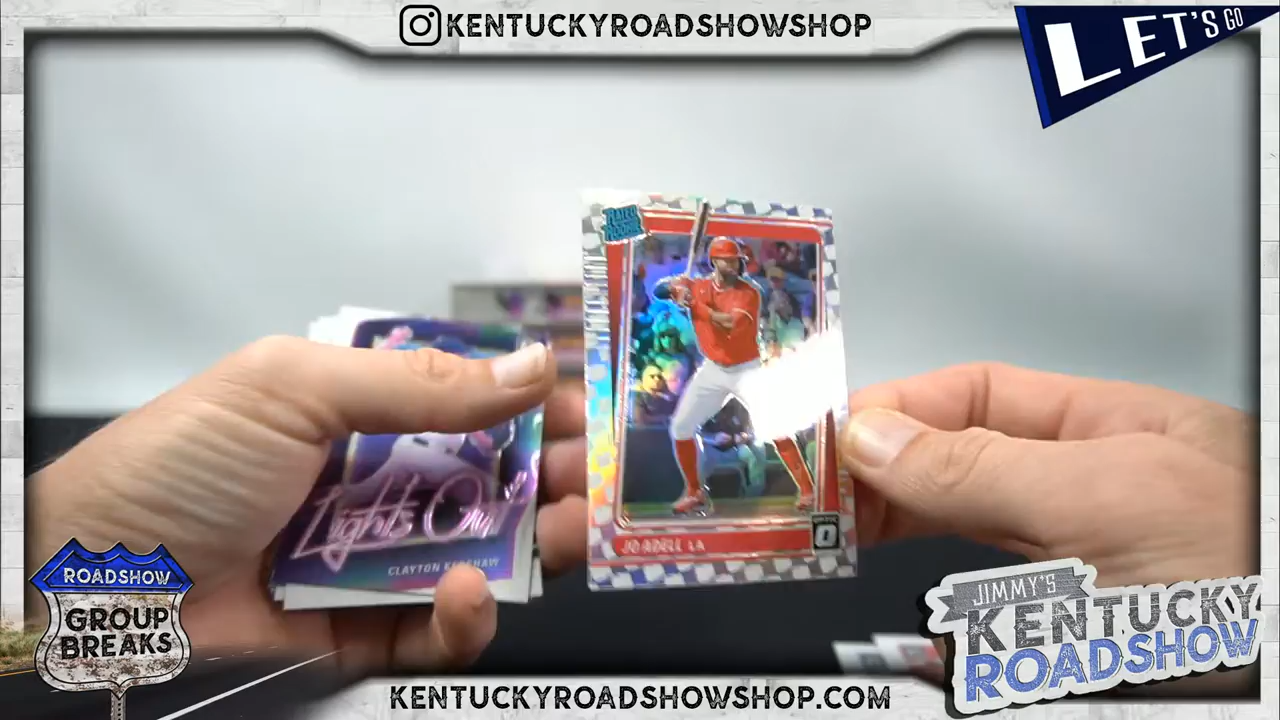 KENTUCKYROADSHOWSHOP
LET'S GO
RATED
ROOKIE
JO ADELL LA
OPTIC
Lights Out
CLAYTON KERSHAW
ROADSHOW
GROUP
BREAKS
JIMMY'S
KENTUCKY
ROADSHOW
KENTUCKYROADSHOWSHOP.COM